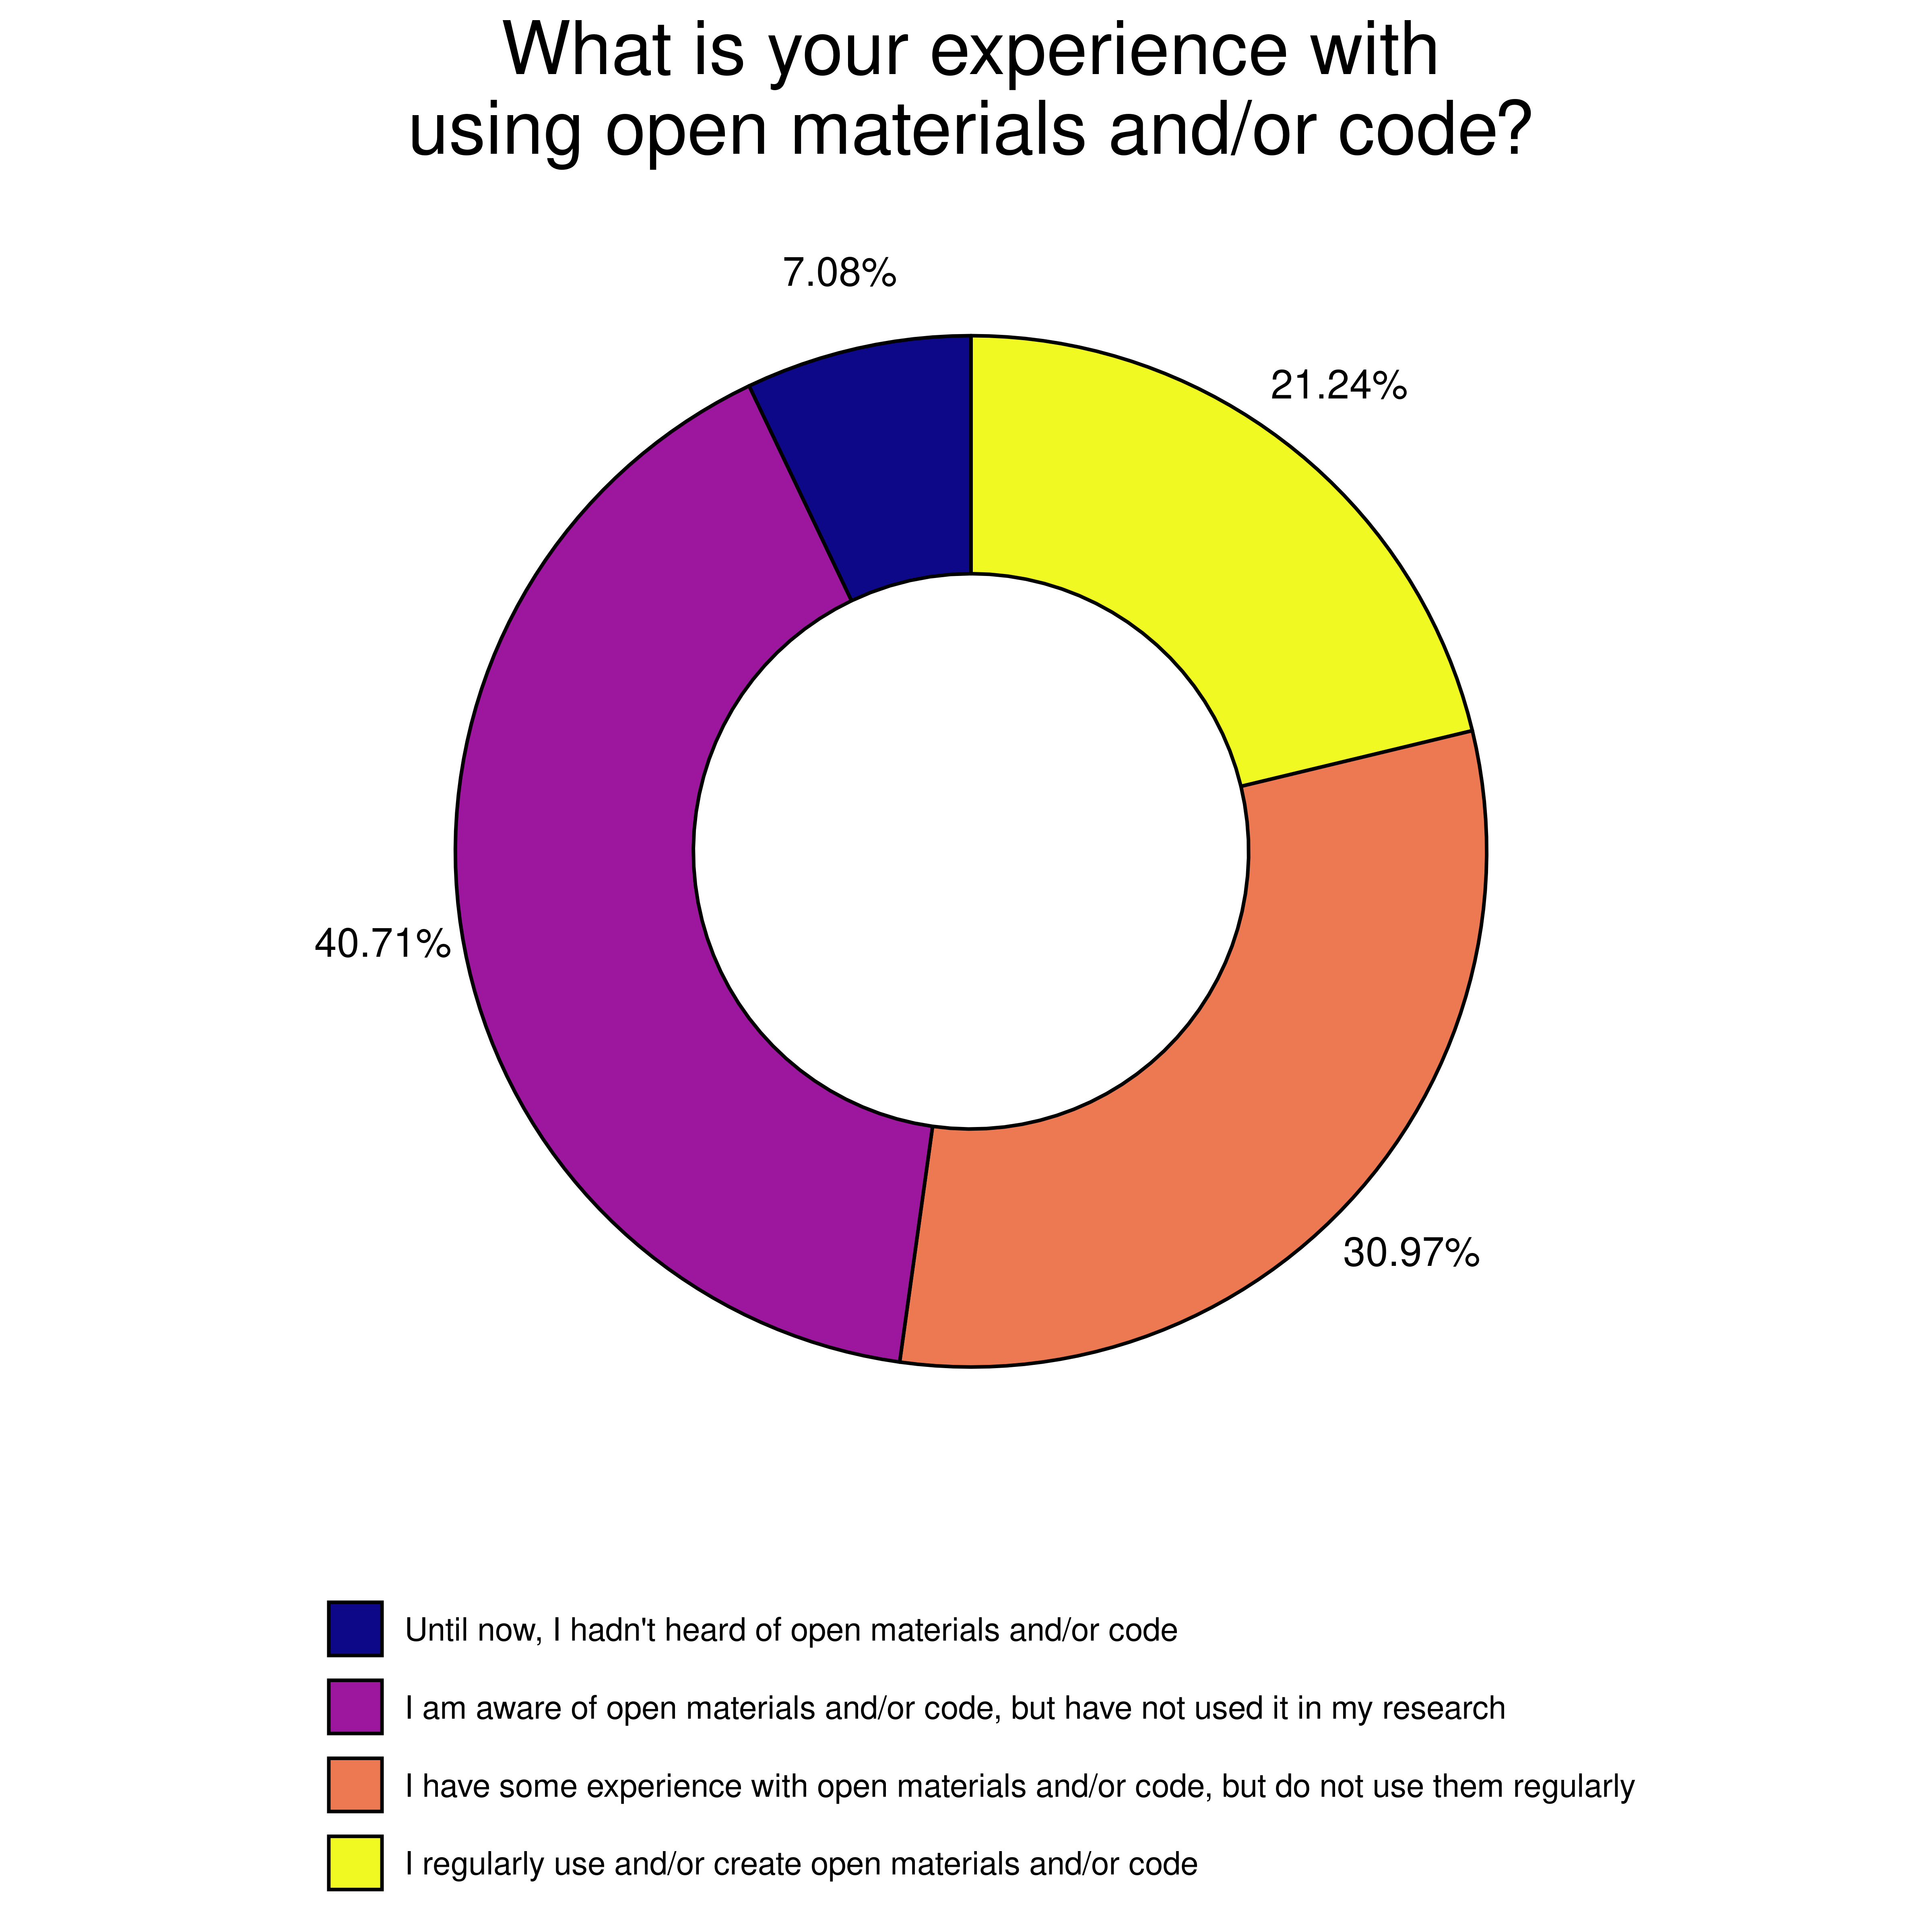 What is your experience with
using open materials and/or code?
7.08%
21.24%
40.71%
30.97%
Until now, I hadn't heard of open materials and/or code
I am aware of open materials and/or code, but have not used it in my research
I have some experience with open materials and/or code, but do not use them regularly
I regularly use and/or create open materials and/or code